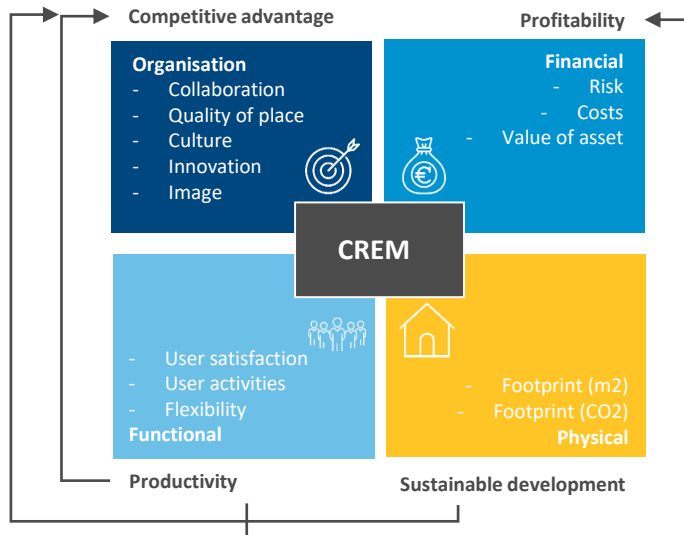 Competitive advantage
Profitability
Organisation
- Collaboration
- Quality of place
- Culture
- Innovation
- Image
Financial
- Risk
- Costs
- Value of asset
€
CREM
- User satisfaction
- User activities
- Flexibility
Functional
- Footprint (m2)
- Footprint (CO2)
Physical
Productivity
Sustainable development